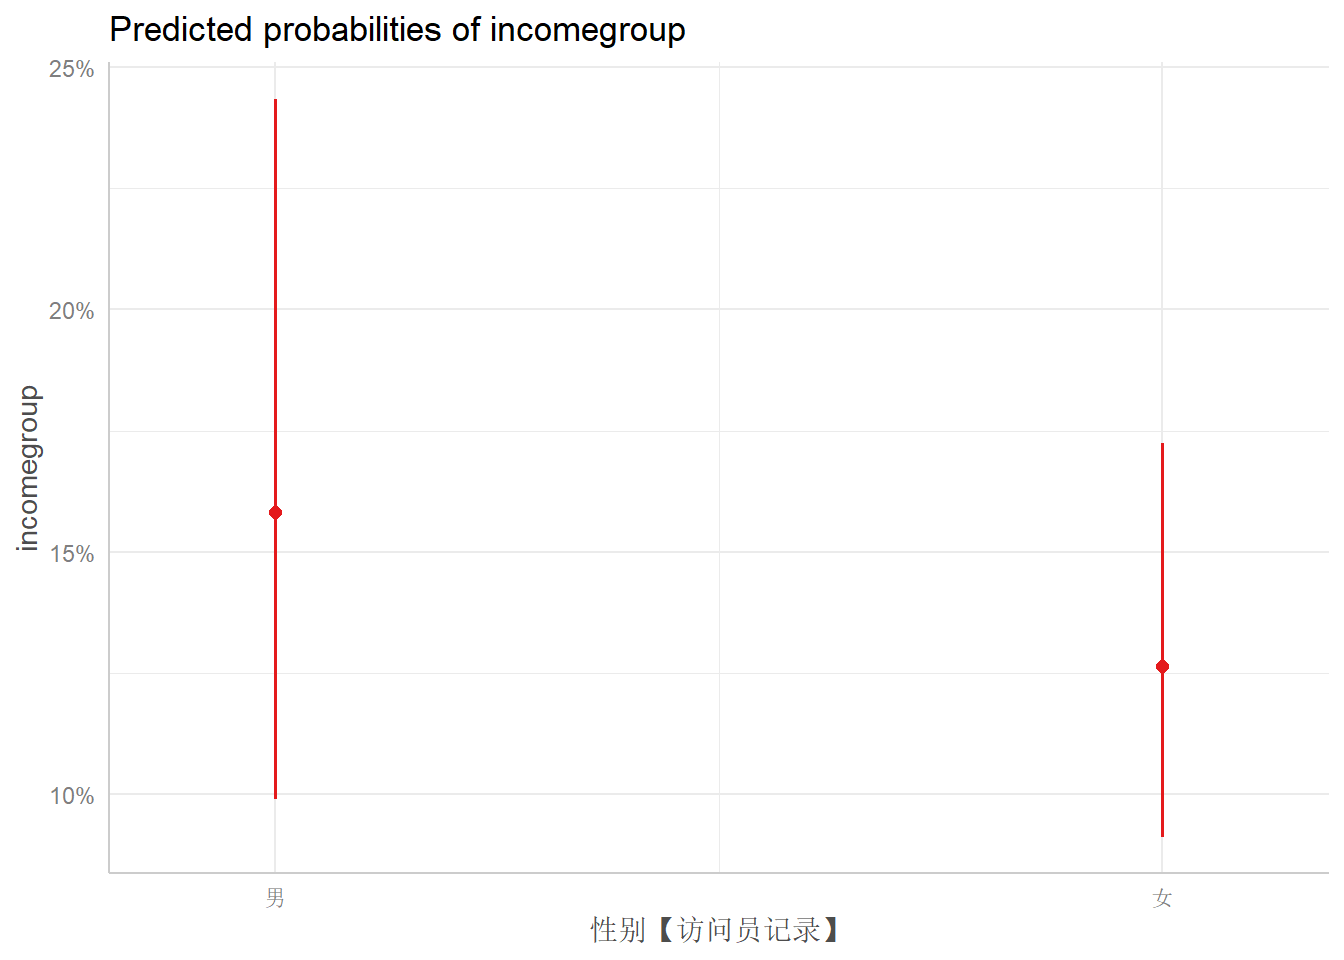 Predicted probabilities of incomegroup
25%
20%
15%
10%
incomegroup
男
女
性别【访问员记录】